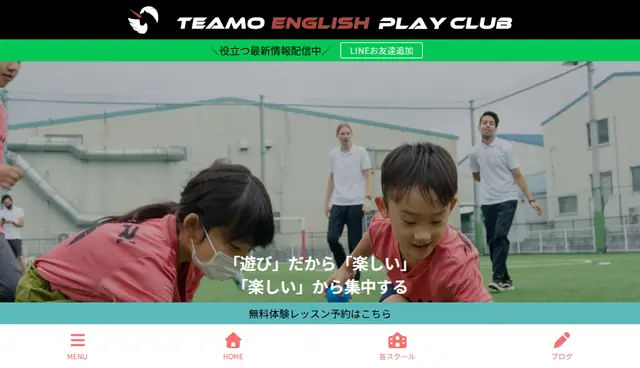 TEAMO ENGLISH PLAY CLUB
＼役立つ最新情報配信中／ LINEお友達追加
「遊び」だから「楽しい」
「楽しい」から集中する
無料体験レッスン予約はこちら
MENU HOME 各スクール ブログ